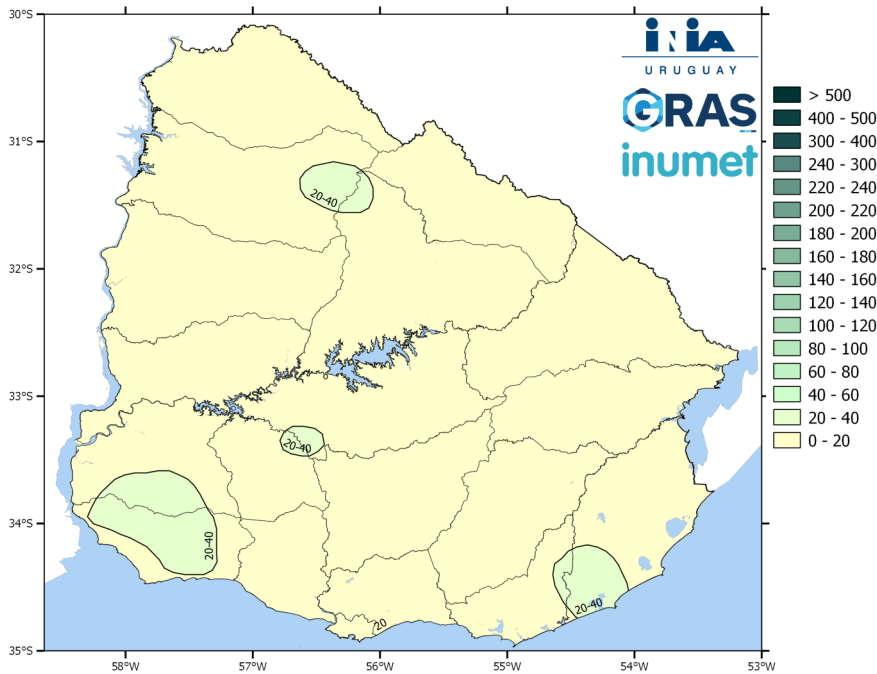 30°S
31°S
32°S
33°S
34°S
35°S
58°W
57°W
56°W
55°W
54°W
53°W
20-40
20-40
20-40
20-40
20
INIA
URUGUAY
GRAS
inumet
> 500
400 - 500
300 - 400
240 - 300
220 - 240
200 - 220
180 - 200
160 - 180
140 - 160
120 - 140
100 - 120
80 - 100
60 - 80
40 - 60
20 - 40
0 - 20